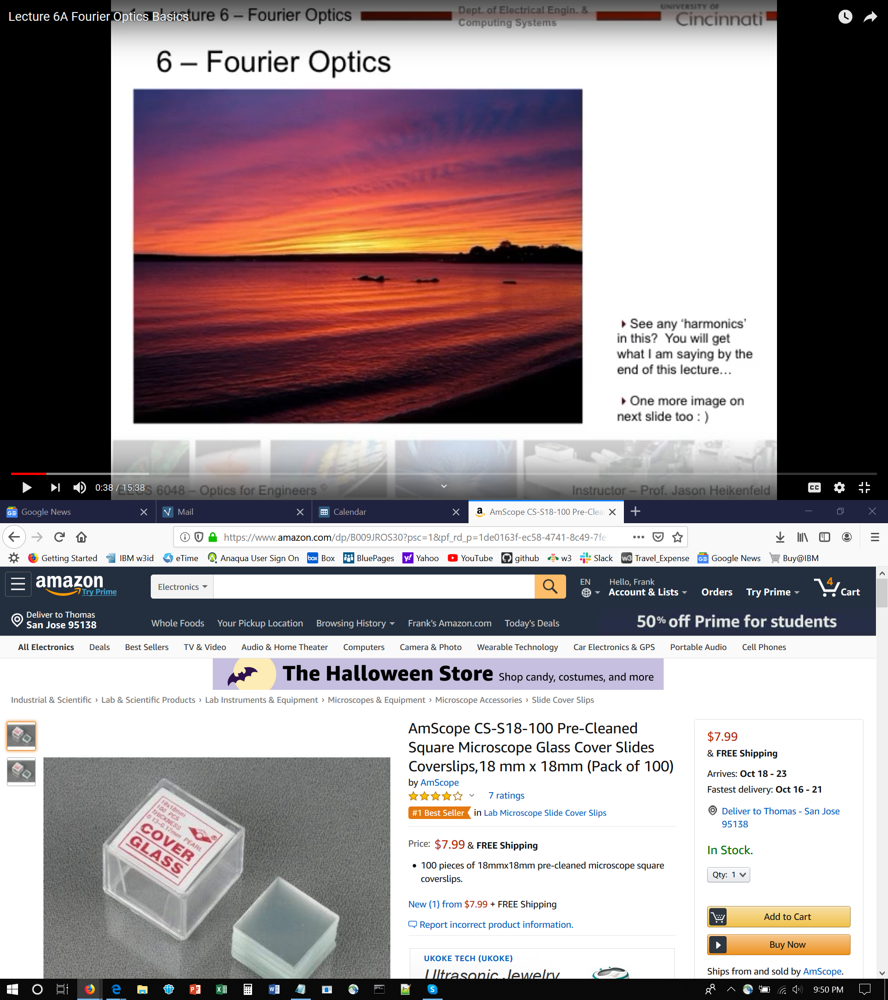 Lecture 6A Fourier Optics Basics
Lecture 6 – Fourier Optics
Dept. of Electrical Engin. &
Computing Systems
UNIVERSITY OF
Cincinnati
6 – Fourier Optics
See any ‘harmonics’
in this? You will get
what I am saying by the
end of this lecture…
One more image on
next slide too : )
0:38 / 15:38
EECS 6048 – Optics for Engineers ©
Instructor – Prof. Jason Heikenfeld
CC
Google News
Mail
Calendar
AmScope CS-S18-100 Pre-Clea
https://www.amazon.com/dp/B009JROS30?psc=1&pf_rd_p=1de0163f-ec58-4741-8c49-7fe
Getting Started
IBM w3id
eTime
Anaqua User Sign On
box Box
BluePages
Yahoo
YouTube
github
w3
Slack
w3 Travel_Expense
GE Google News
Buy@IBM
amazon
Try Prime
Electronics
EN
Hello, Frank
Account & Lists
Orders
Try Prime
4
Cart
Deliver to Thomas
San Jose 95138
Whole Foods
Your Pickup Location
Browsing History
Frank's Amazon.com
Today's Deals
50% off Prime for students
All Electronics
Deals
Best Sellers
TV & Video
Audio & Home Theater
Computers
Camera & Photo
Wearable Technology
Car Electronics & GPS
Portable Audio
Cell Phones
The Halloween Store Shop candy, costumes, and more
Industrial & Scientific › Lab & Scientific Products › Lab Instruments & Equipment › Microscopes & Equipment › Microscope Accessories › Slide Cover Slips
18x18mm
100 PCS
THICKNESS
0.13-0.17mm PEARL
COVER
GLASS
AmScope CS-S18-100 Pre-Cleaned
Square Microscope Glass Cover Slides
Coverslips,18 mm x 18mm (Pack of 100)
by AmScope
7 ratings
#1 Best Seller in Lab Microscope Slide Cover Slips
Price: $7.99 & FREE Shipping
100 pieces of 18mmx18mm pre-cleaned microscope square
coverslips.
New (1) from $7.99 + FREE Shipping
Report incorrect product information.
UKOKE TECH (UKOKE)
Ultrasonic Jewelry
$7.99
& FREE Shipping
Arrives: Oct 18 - 23
Fastest delivery: Oct 16 - 21
Deliver to Thomas - San Jose
95138
In Stock.
Qty: 1
Add to Cart
Buy Now
Ships from and sold by AmScope.
9:50 PM